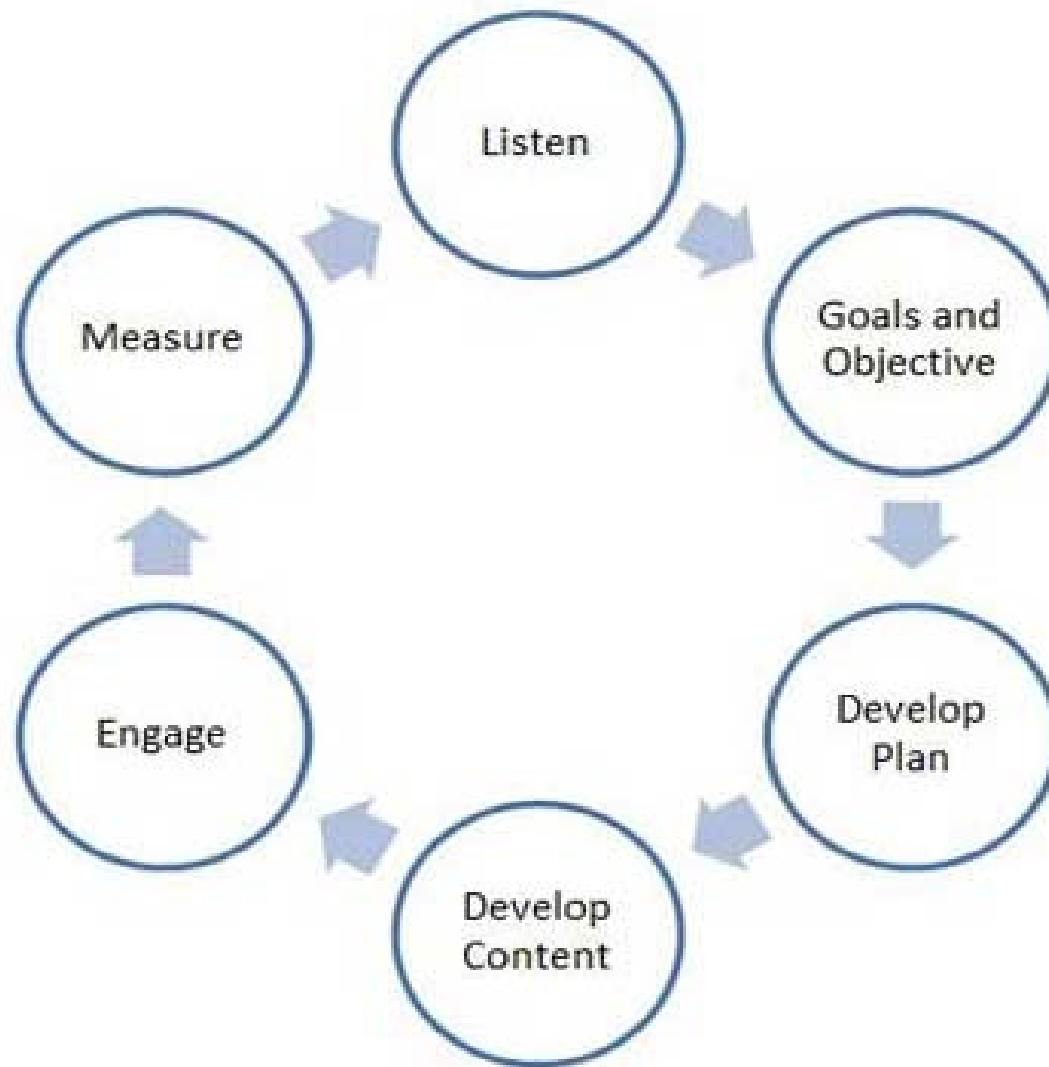 Listen
Goals and
Objective
Develop
Plan
Develop
Content
Engage
Measure